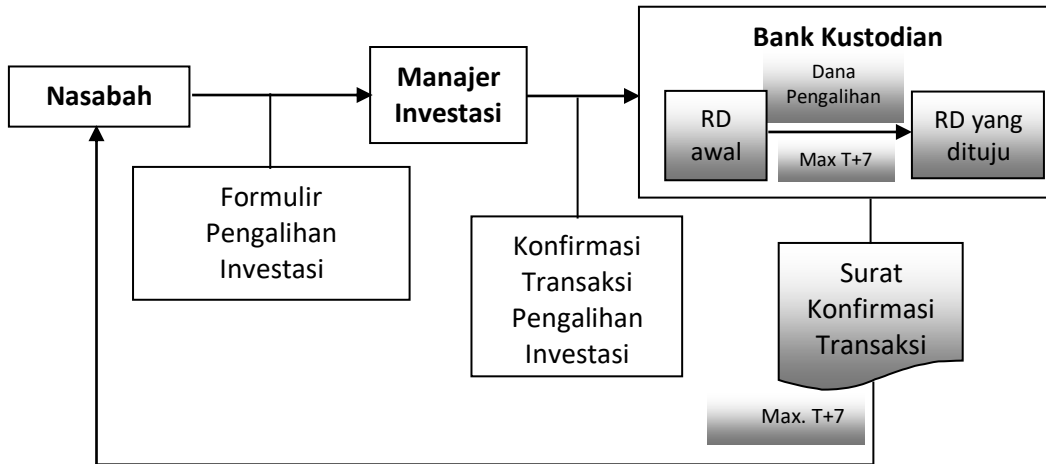 Nasabah
Manajer
Investasi
Bank Kustodian
Dana
Pengalihan
RD
awal
Max T+7
RD yang
dituju
Formulir
Pengalihan
Investasi
Konfirmasi
Transaksi
Pengalihan
Investasi
Surat
Konfirmasi
Transaksi
Max. T+7